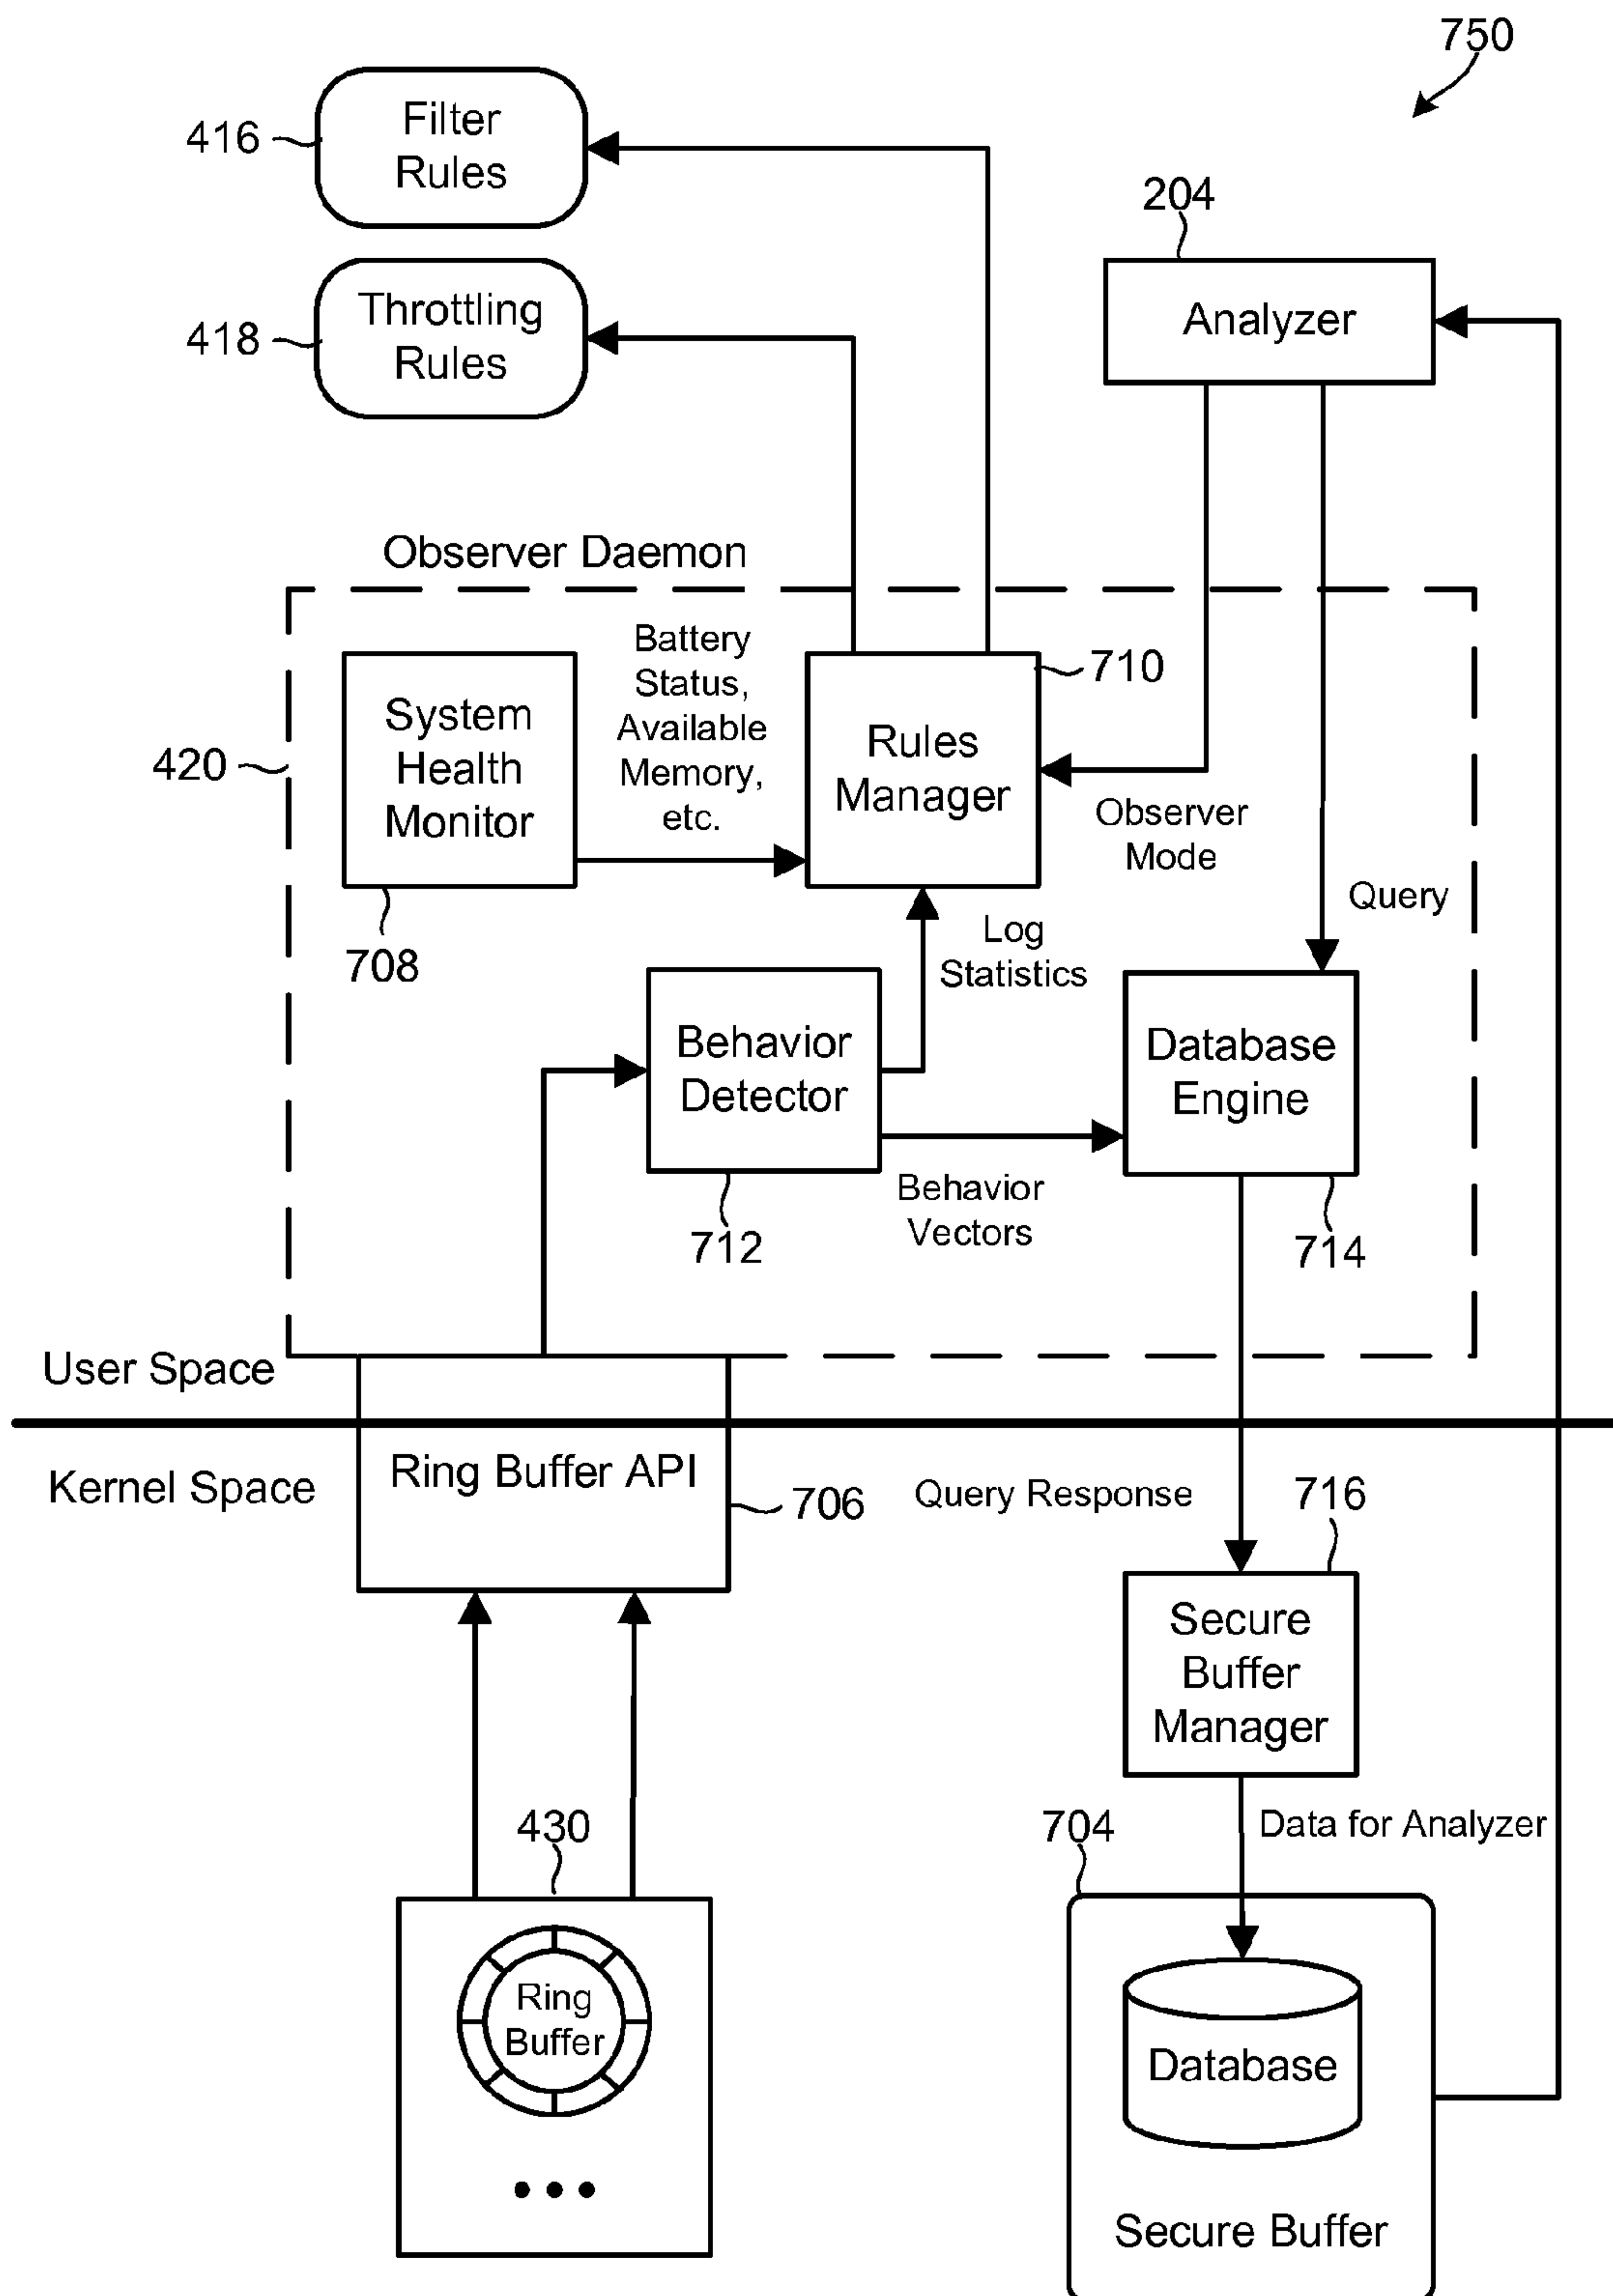 750
416
Filter
Rules
204
418
Throttling
Rules
Analyzer
Observer Daemon
420
System
Health
Monitor
708
Battery
Status,
Available
Memory,
etc.
Rules
Manager
710
Observer
Mode
Query
Log
Statistics
Behavior
Detector
712
Behavior
Vectors
Database
Engine
714
User Space
Kernel Space
Ring Buffer API
706
Query Response
716
Secure
Buffer
Manager
430
Ring
Buffer
704
Data for Analyzer
Database
Secure Buffer